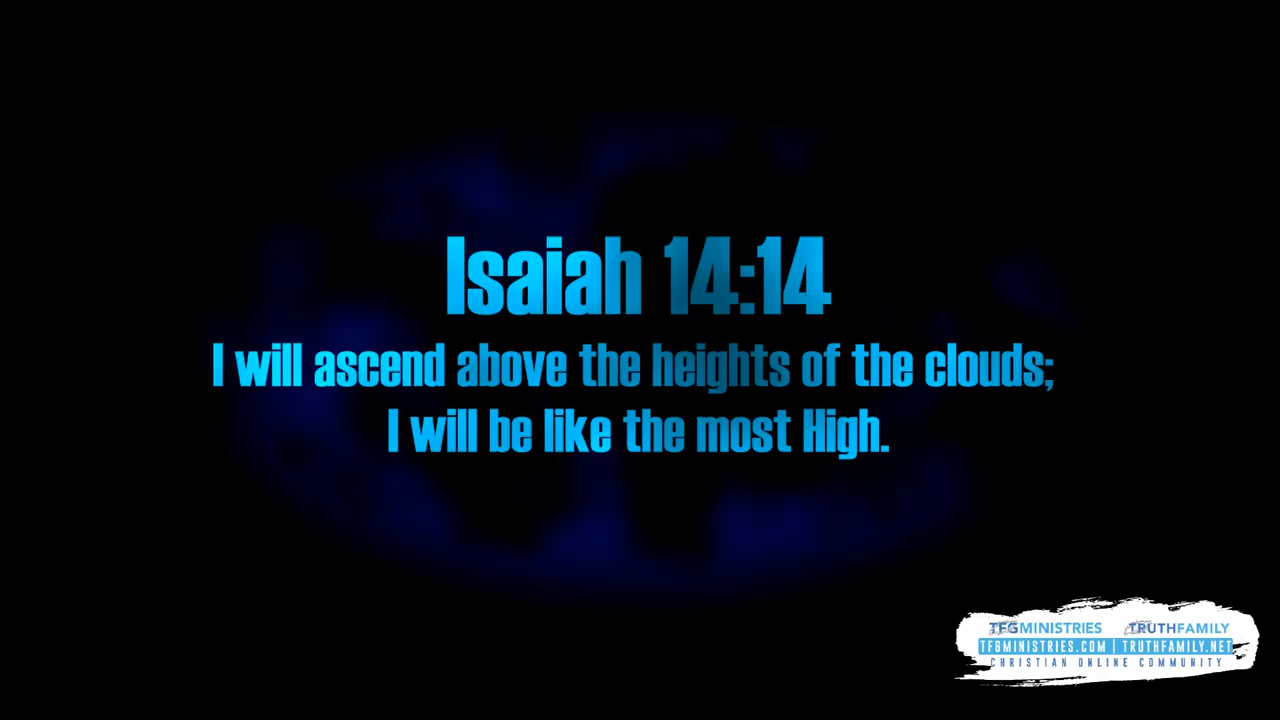 Isaiah 14:14
I will ascend above the heights of the clouds;
I will be like the most High.
TFGMINISTRIES TRUTHFAMILY
TFGMINISTRIES.COM | TRUTHFAMILY.NET
CHRISTIAN ONLINE COMMUNITY